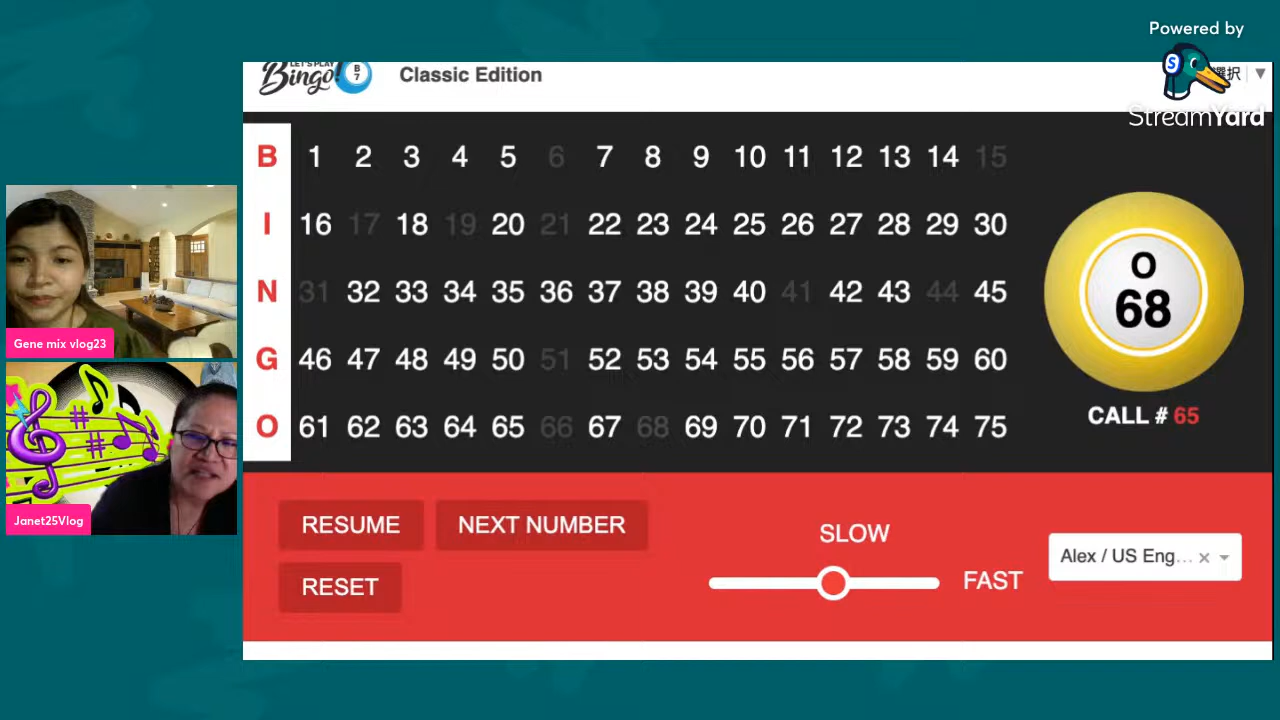 Powered by
StreamYard
LET'S PLAY
Bingo!
B
7
Classic Edition
選択
B 1 2 3 4 5 6 7 8 9 10 11 12 13 14 15
I 16 17 18 19 20 21 22 23 24 25 26 27 28 29 30
N 31 32 33 34 35 36 37 38 39 40 41 42 43 44 45
G 46 47 48 49 50 51 52 53 54 55 56 57 58 59 60
O 61 62 63 64 65 66 67 68 69 70 71 72 73 74 75
O
68
CALL # 65
Gene mix vlog23
Janet25Vlog
RESUME
NEXT NUMBER
RESET
SLOW
FAST
Alex / US Eng...